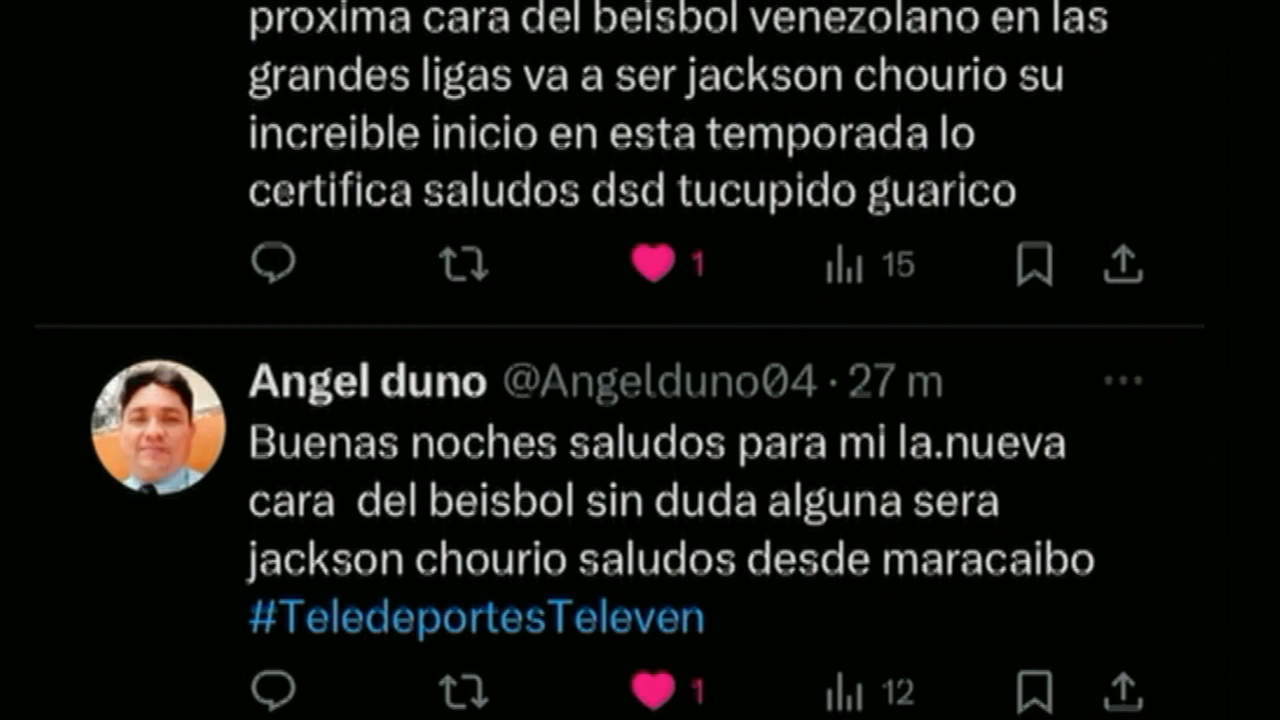 proxima cara del beisbol venezolano en las
grandes ligas va a ser jackson chourio su
increible inicio en esta temporada lo
certifica saludos dsd tucupido guarico
1 15
Angel duno @Angelduno04 · 27 m
Buenas noches saludos para mi la.nueva
cara  del beisbol sin duda alguna sera
jackson chourio saludos desde maracaibo
#TeledeportesTeleven
1 12